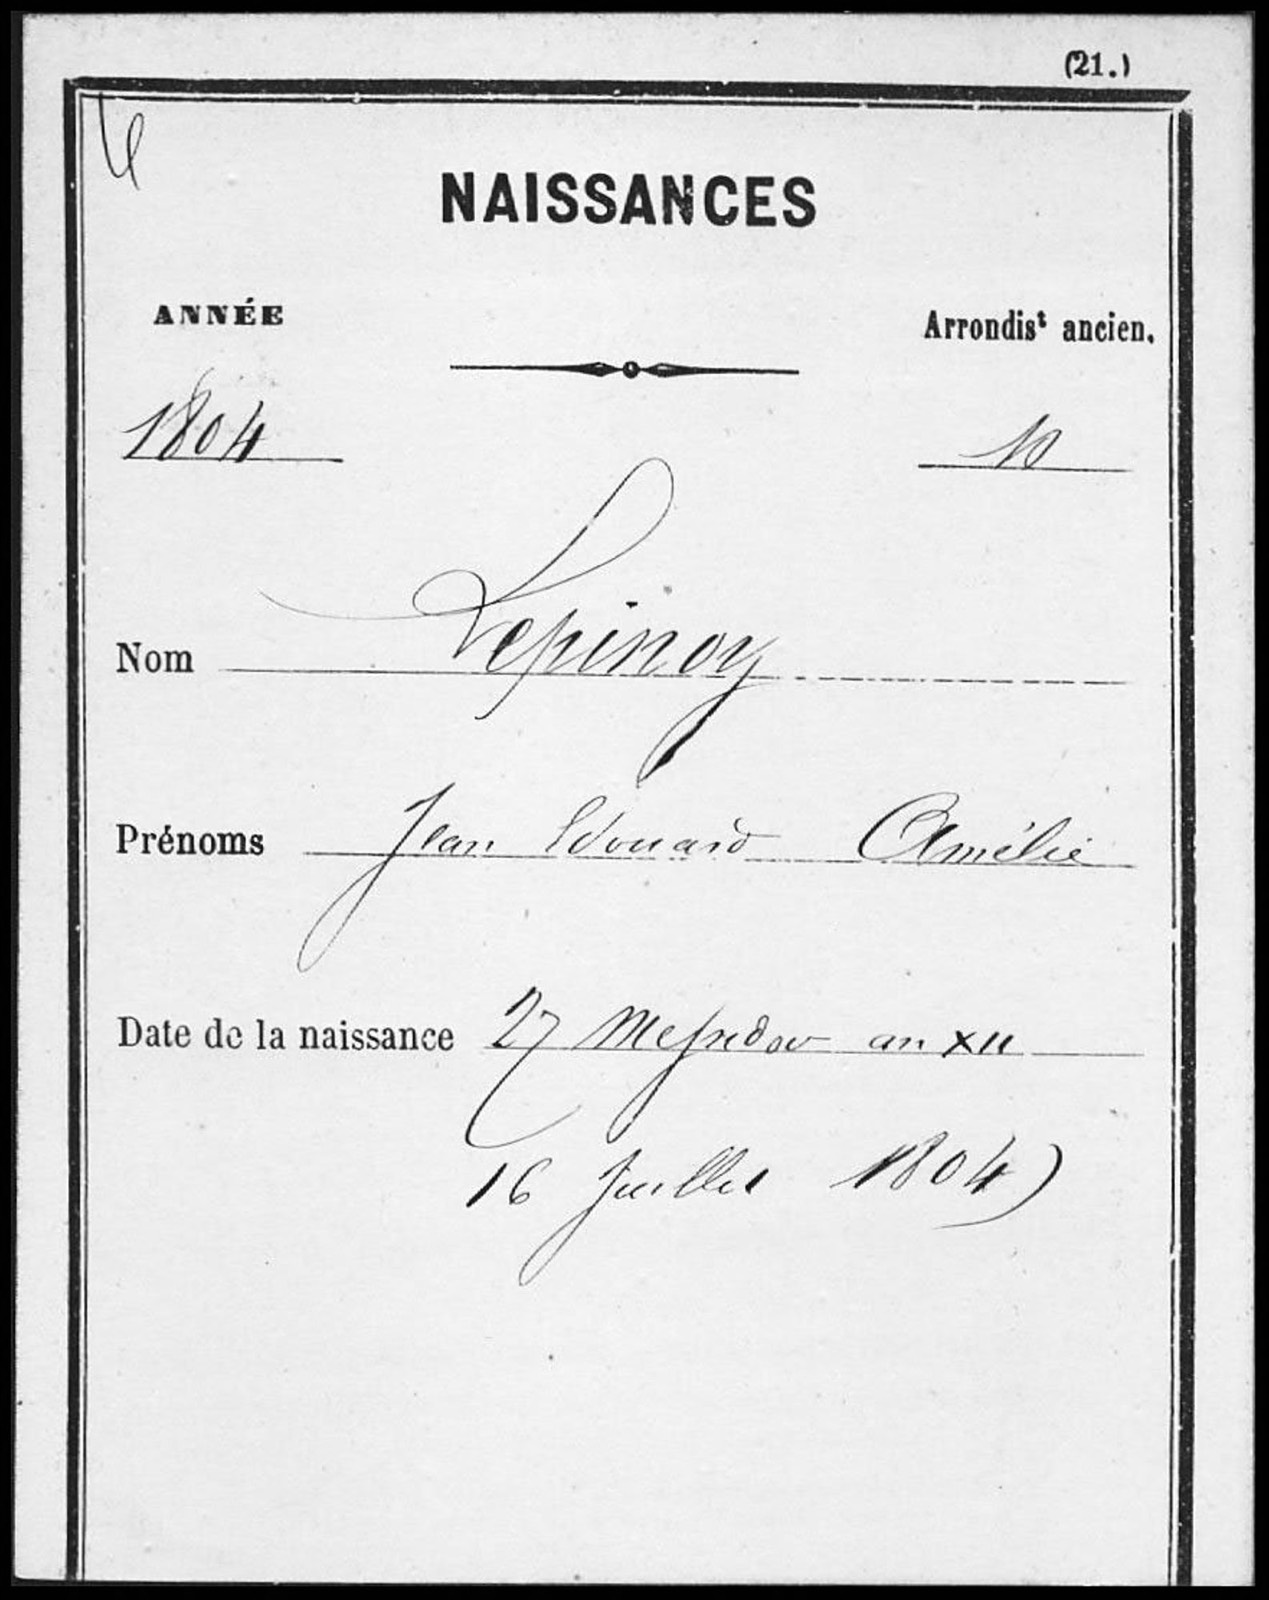 (21.)
NAISSANCES
ANNÉE
Arrondist ancien.
1804
10
Nom Lepinoy
Prénoms Jean Edouard Amélie
Date de la naissance 27 Messidor an XII
(16 Juillet 1804)